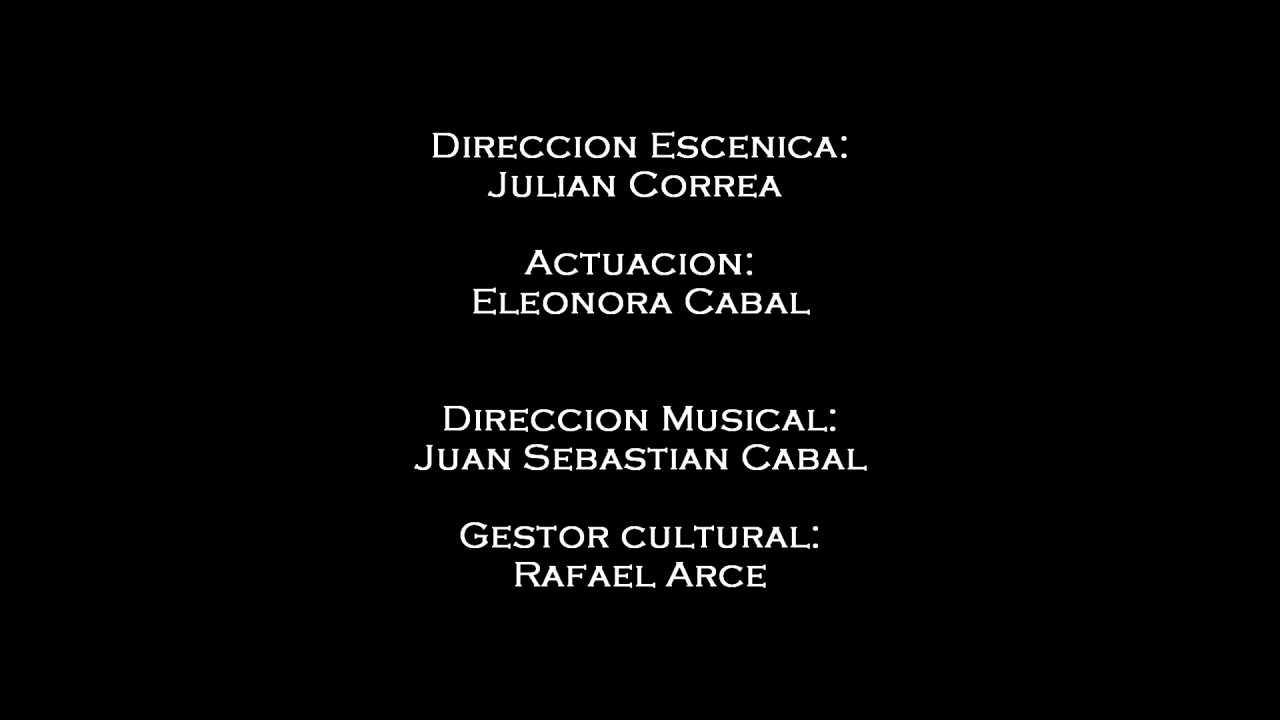 Direccion Escenica:
Julian Correa
Actuacion:
Eleonora Cabal
Direccion Musical:
Juan Sebastian Cabal
Gestor cultural:
Rafael Arce